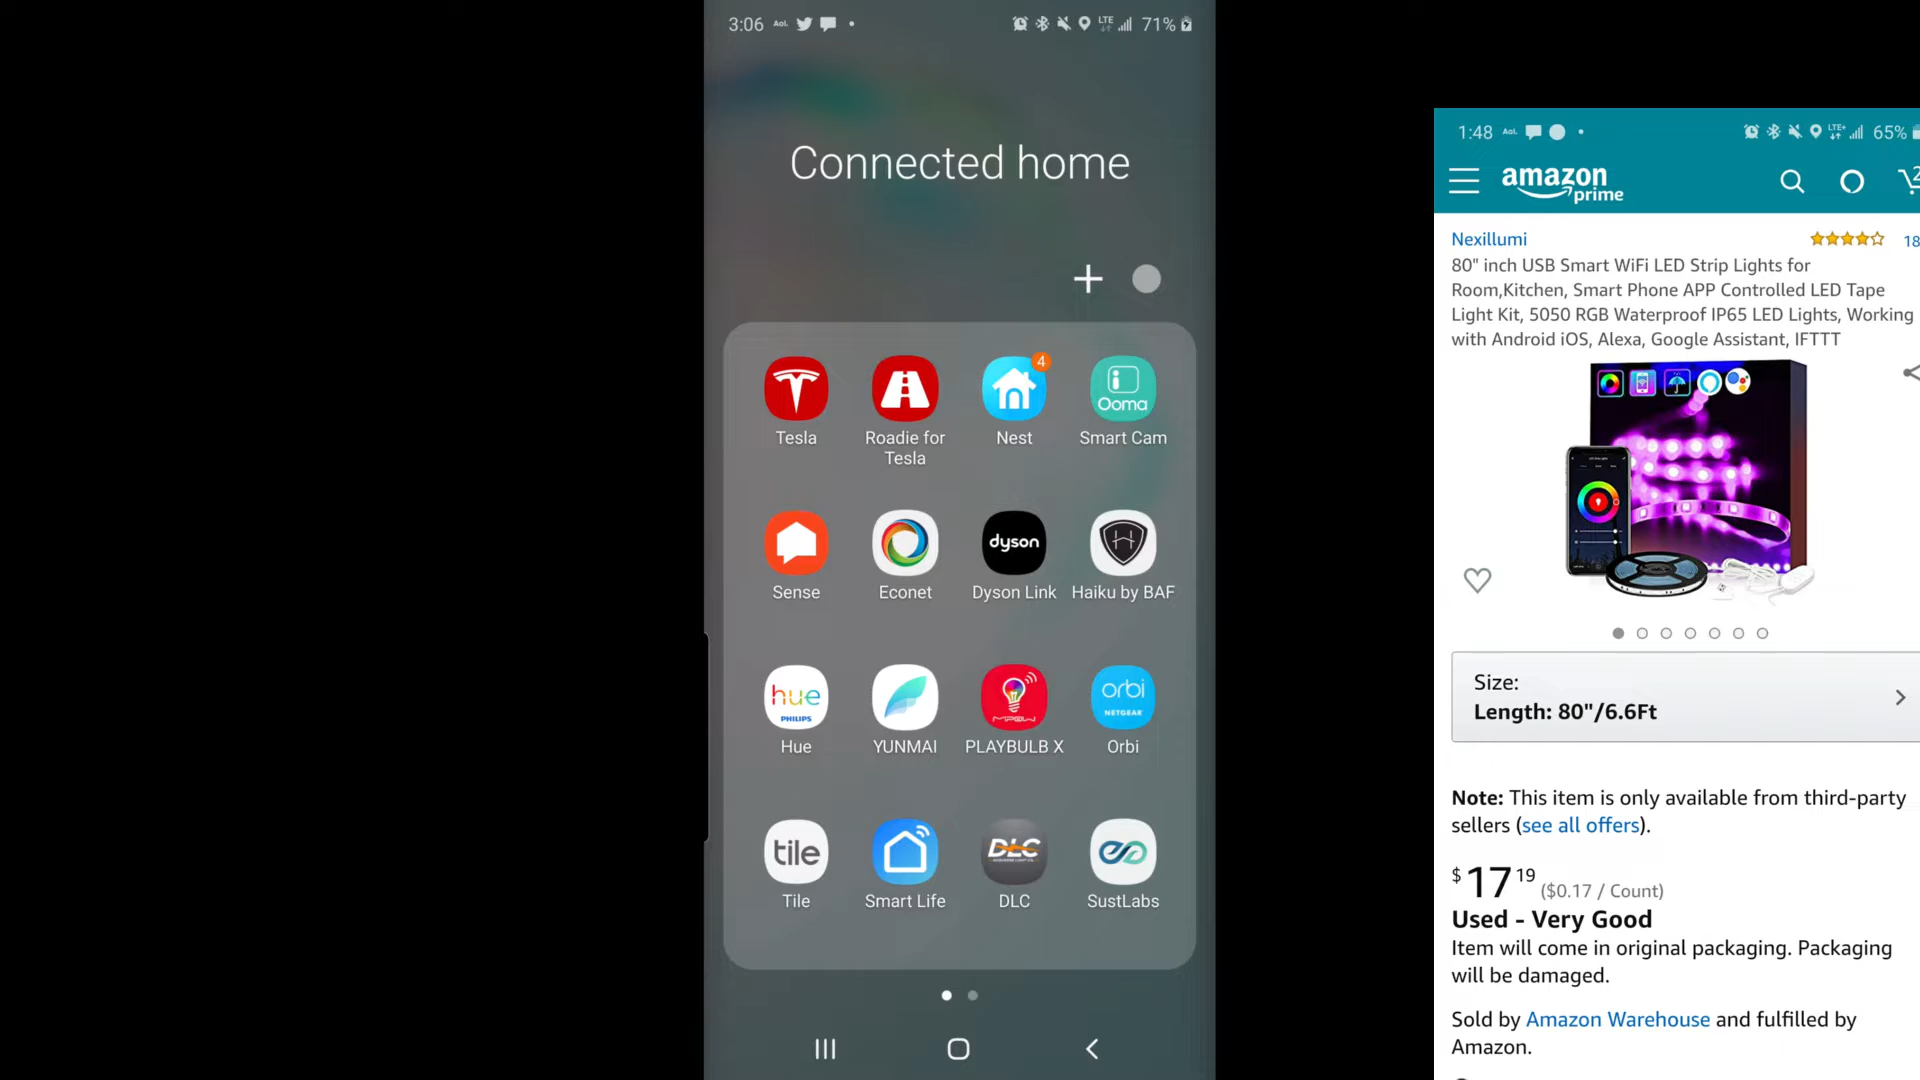 3:06 Aol. LTE 71%
Connected home
4
Ooma
Tesla
Roadie for
Tesla
Nest
Smart Cam
dyson
Sense
Econet
Dyson Link
Haiku by BAF
hue
PHILIPS
MPOW
orbi
NETGEAR
Hue
YUNMAI
PLAYBULB X
Orbi
tile
DLC
Tile
Smart Life
DLC
SustLabs
1:48 Aol. LTE+ 65%
amazon
prime
2
Nexillumi
18
80" inch USB Smart WiFi LED Strip Lights for
Room,Kitchen, Smart Phone APP Controlled LED Tape
Light Kit, 5050 RGB Waterproof IP65 LED Lights, Working
with Android iOS, Alexa, Google Assistant, IFTTT
Size:
Length: 80"/6.6Ft
Note: This item is only available from third-party
sellers (see all offers).
$17 19 ($0.17 / Count)
Used - Very Good
Item will come in original packaging. Packaging
will be damaged.
Sold by Amazon Warehouse and fulfilled by
Amazon.